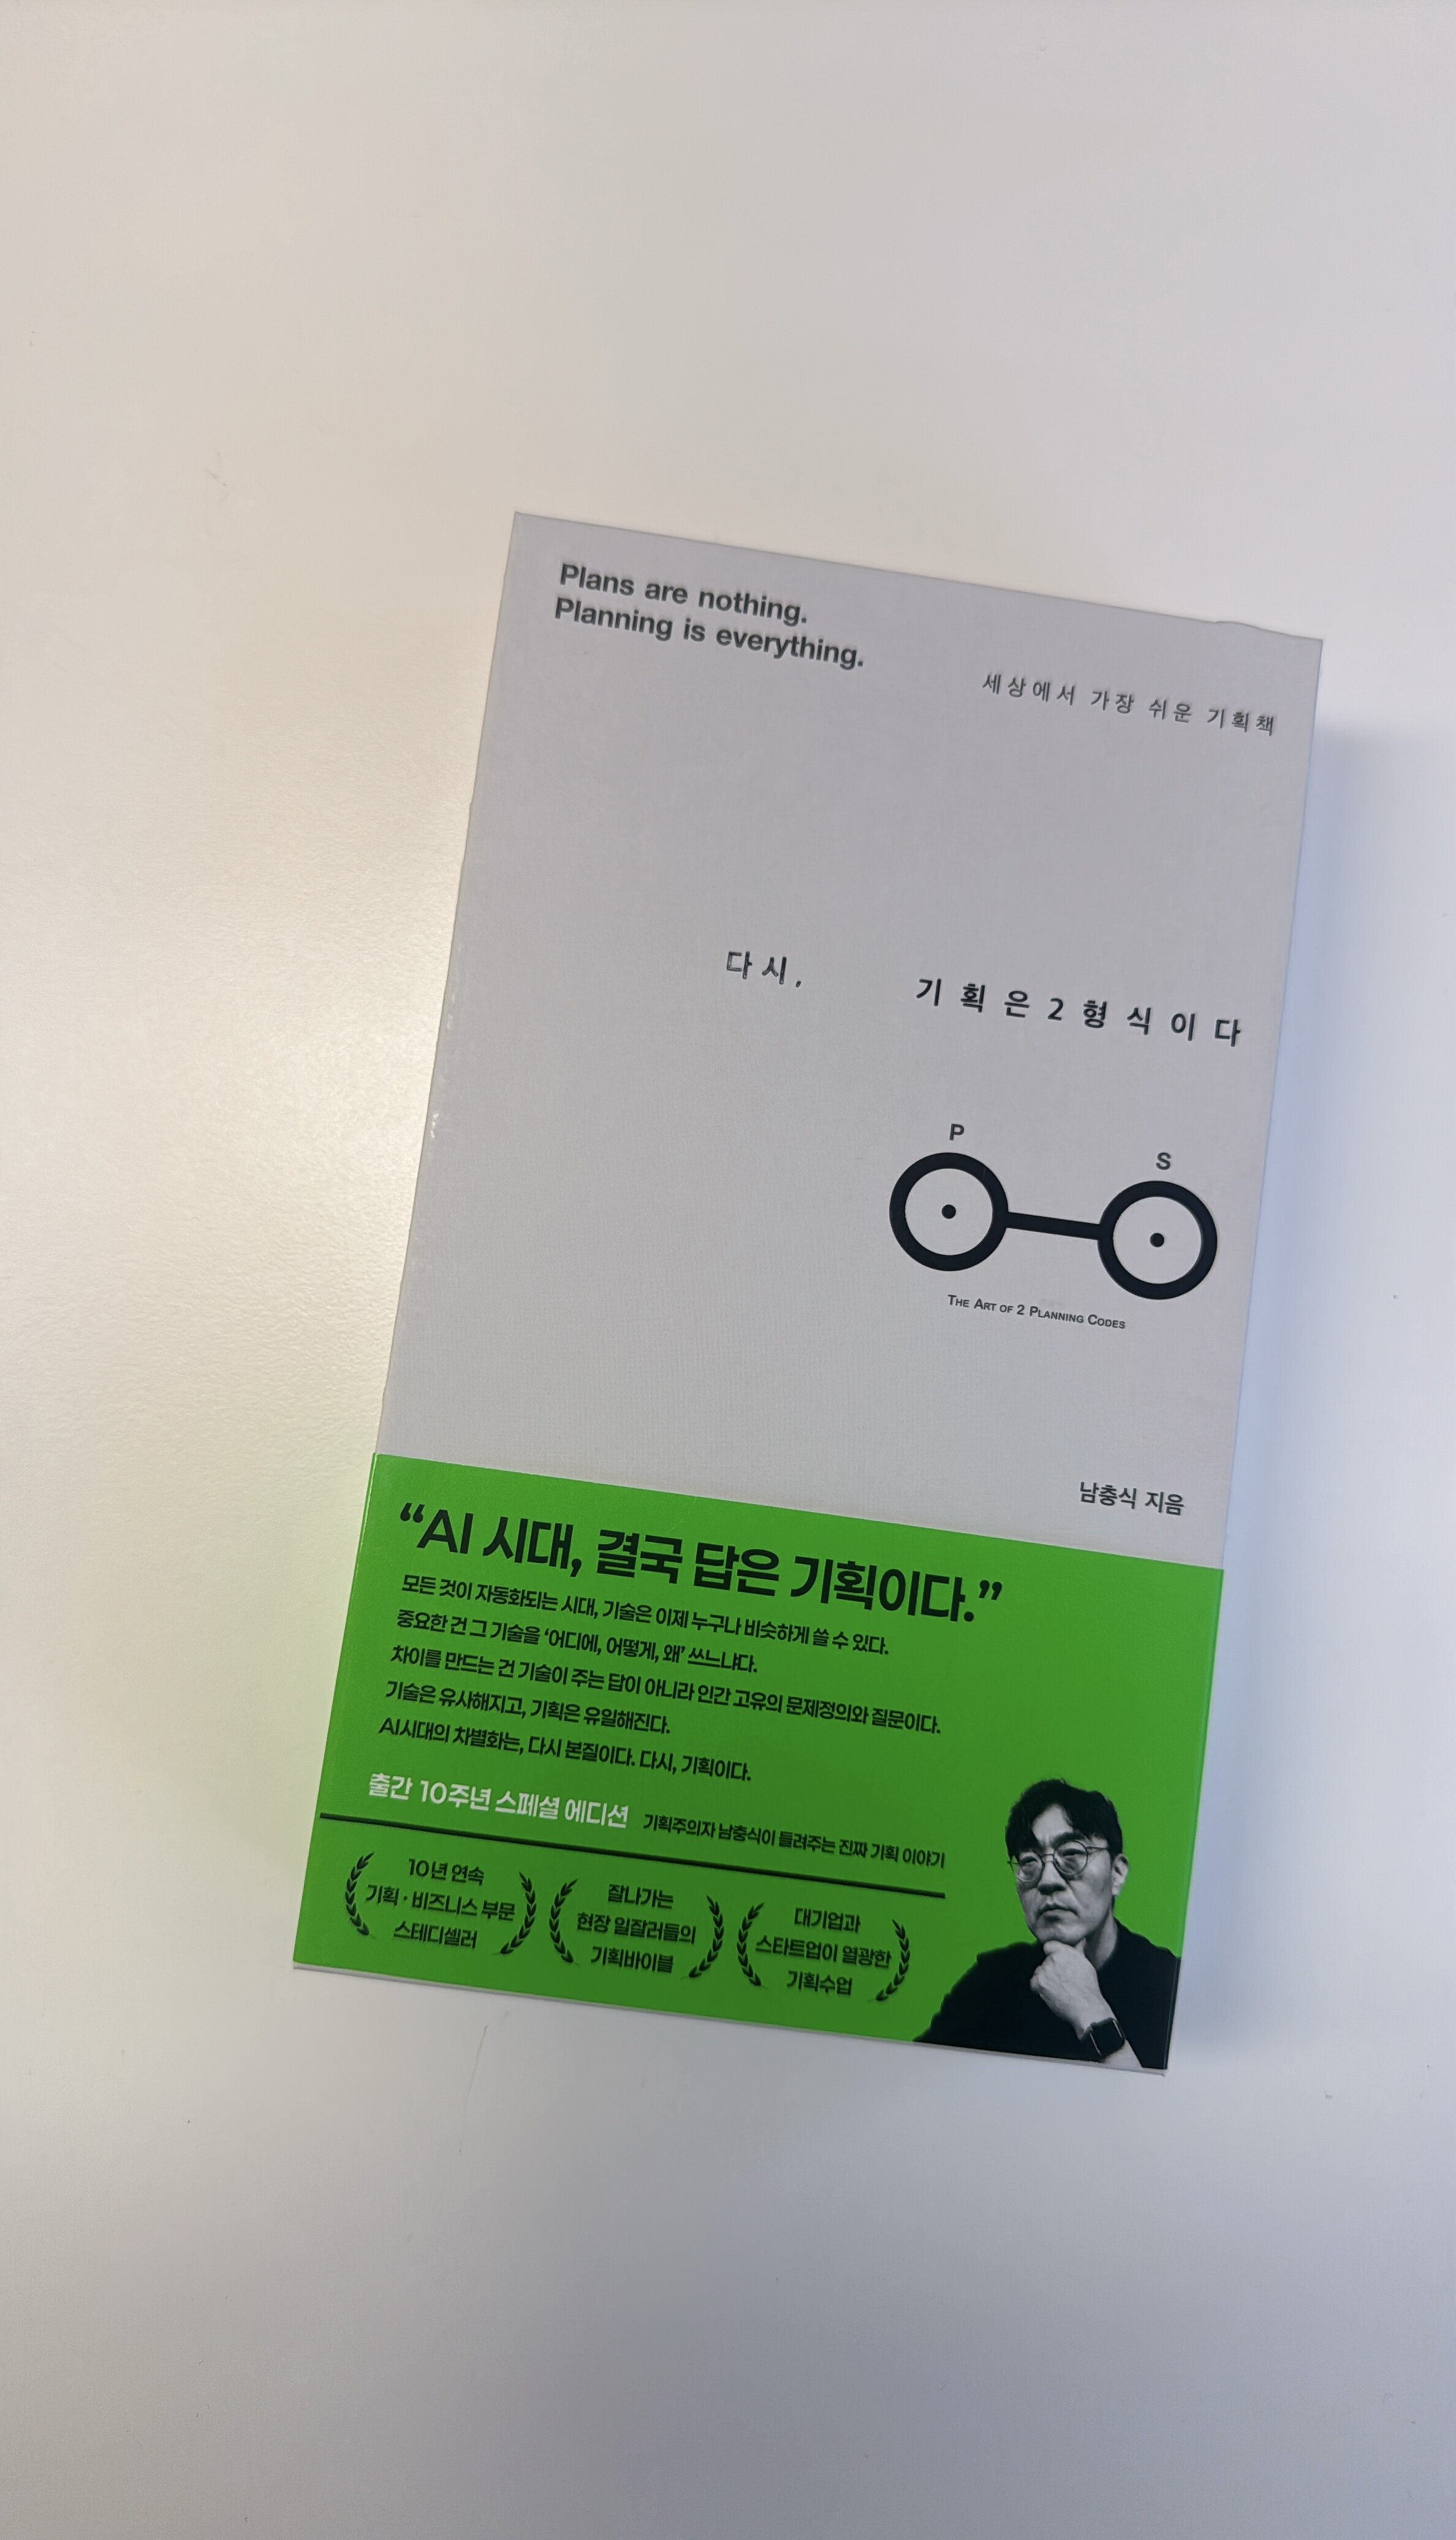 Plans are nothing.
Planning is everything.
세상에서 가장 쉬운 기획책
다시, 기획은2형식이다
P
S
THE ART OF 2 PLANNING CODES
남충식 지음
“AI 시대, 결국 답은 기획이다.”
모든 것이 자동화되는 시대, 기술은 이제 누구나 비슷하게 쓸 수 있다.
중요한 건 그 기술을 ‘어디에, 어떻게, 왜’ 쓰느냐다.
차이를 만드는 건 기술이 주는 답이 아니라 인간 고유의 문제정의와 질문이다.
기술은 유사해지고, 기획은 유일해진다.
AI시대의 차별화는, 다시 본질이다. 다시, 기획이다.
출간 10주년 스페셜 에디션 기획주의자 남충식이 들려주는 진짜 기획 이야기
10년 연속
기획·비즈니스 부문
스테디셀러
잘나가는
현장 일잘러들의
기획바이블
대기업과
스타트업이 열광한
기획수업